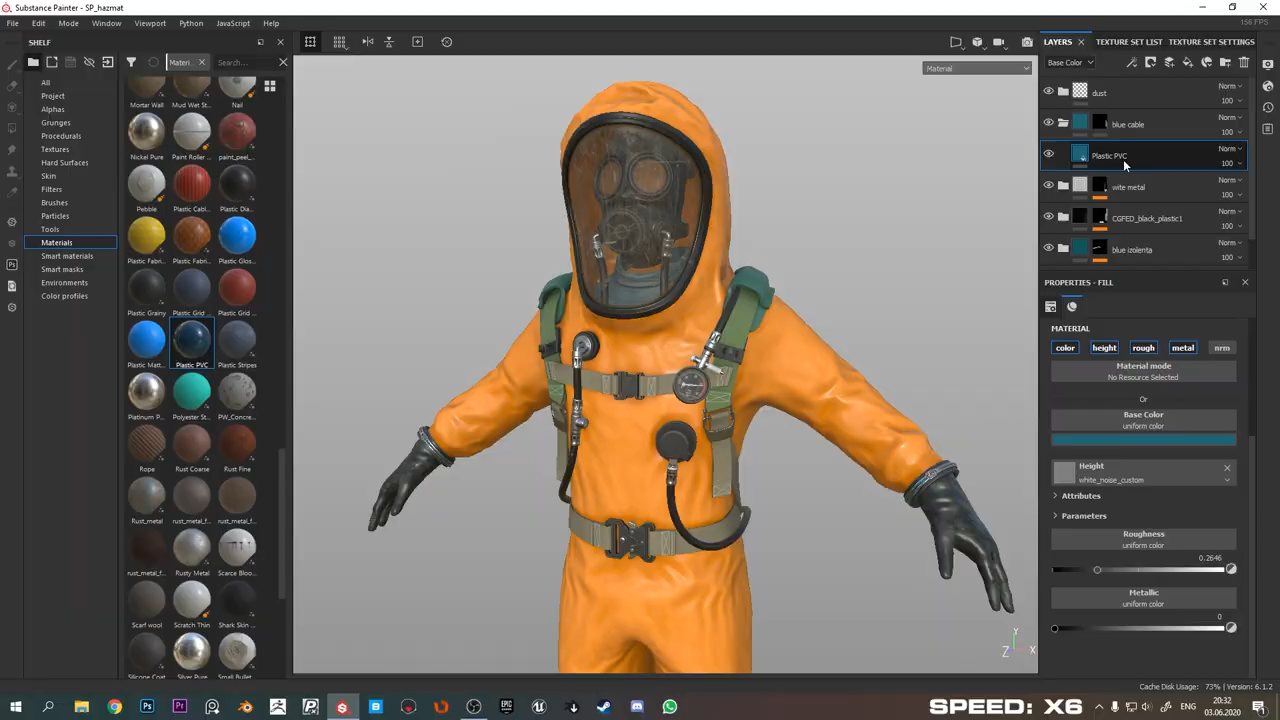 Substance Painter - SP_hazmat
File Edit Mode Window Viewport Python JavaScript Help
156 FPS
SHELF
Materi...
Search...
All
Project
Alphas
Grunges
Procedurals
Textures
Hard Surfaces
Skin
Filters
Brushes
Particles
Tools
Materials
Smart materials
Smart masks
Environments
Color profiles
Mortar Wall Mud Wet St... Nail
Nickel Pure Paint Roller ... paint_peel_...
Pebble Plastic Cabl... Plastic Dia...
Plastic Fabri... Plastic Fabri... Plastic Glos...
Plastic Grainy Plastic Grid ... Plastic Grid ...
Plastic Matt... Plastic PVC Plastic Stripes
Platinum P... Polyester St... PW_Concre...
Rope Rust Coarse Rust Fine
Rust_metal rust_metal_f... rust_metal_f...
rust_metal_f... Rusty Metal Scarce Bloo...
Scarf wool Scratch Thin Shark Skin ...
Silicone Coat Silver Pure Small Bullet...
Material
Y
Z X
LAYERS TEXTURE SET LIST TEXTURE SET SETTINGS
Base Color
dust Norm 100
blue cable Norm 100
Plastic PVC Norm 100
wite metal Norm 100
CGFED_black_plastic1 Norm 100
blue izolenta Norm 100
PROPERTIES - FILL
MATERIAL
color height rough metal nrm
Material mode
No Resource Selected
Or
Base Color
uniform color
Height
white_noise_custom
Attributes
Parameters
Roughness
uniform color
0.2646
Metallic
uniform color
0
Cache Disk Usage: 73% | Version: 6.1.2
SPEED: X6
ENG
20:32
03.06.2020